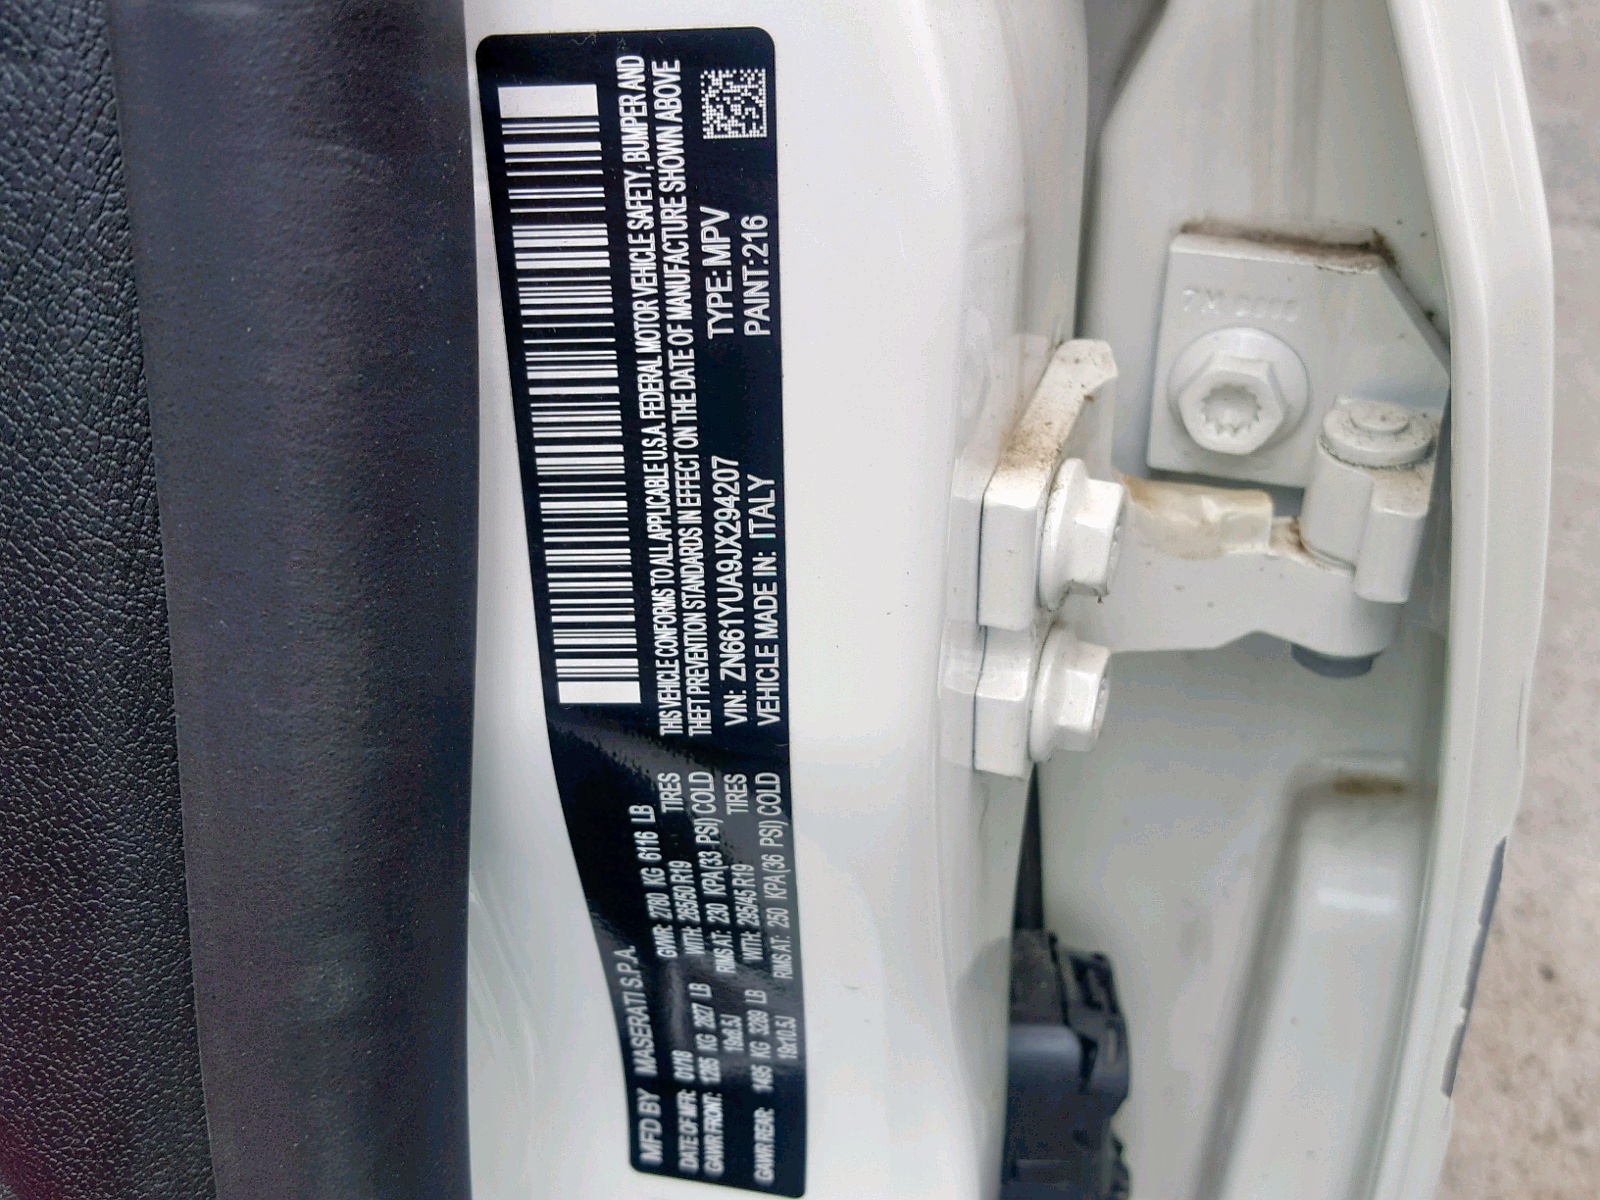 MFD BY MASERATI S.P.A.
DATE OF MFR: 01/18 GVWR: 2780 KG 6116 LB
GAWR FRONT: 1285 KG 2827 LB WITH: 265/50 R19 TIRES
19x8.5J RIMS AT: 230 KPA (33 PSI) COLD
GAWR REAR: 1495 KG 3289 LB WITH: 295/45 R19 TIRES
19x10.5J RIMS AT: 250 KPA (36 PSI) COLD
THIS VEHICLE CONFORMS TO ALL APPLICABLE U.S.A. FEDERAL MOTOR VEHICLE SAFETY, BUMPER AND
THEFT PREVENTION STANDARDS IN EFFECT ON THE DATE OF MANUFACTURE SHOWN ABOVE
VIN: ZN661YUA9JX294207 TYPE: MPV
VEHICLE MADE IN: ITALY PAINT: 216